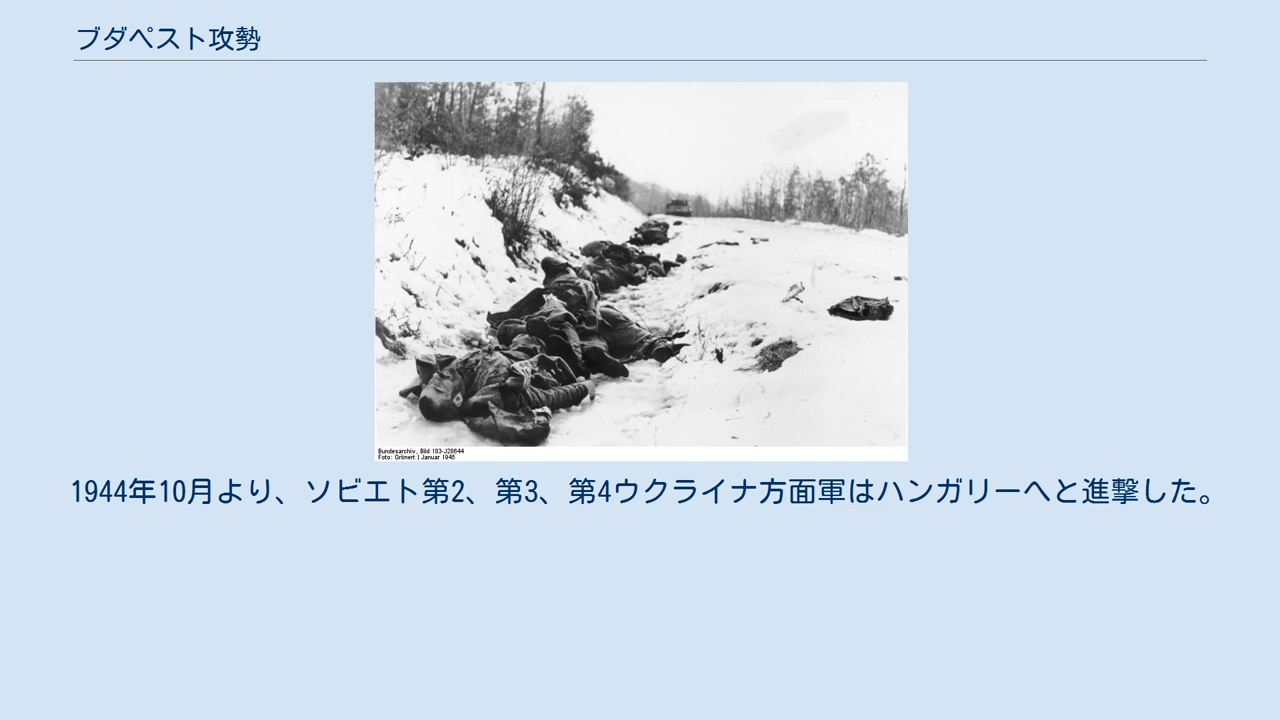 ブダペスト攻勢
Bundesarchiv, Bild 183-J28644
Foto: Grönert | Januar 1945
1944年10月より、ソビエト第2、第3、第4ウクライナ方面軍はハンガリーへと進撃した。